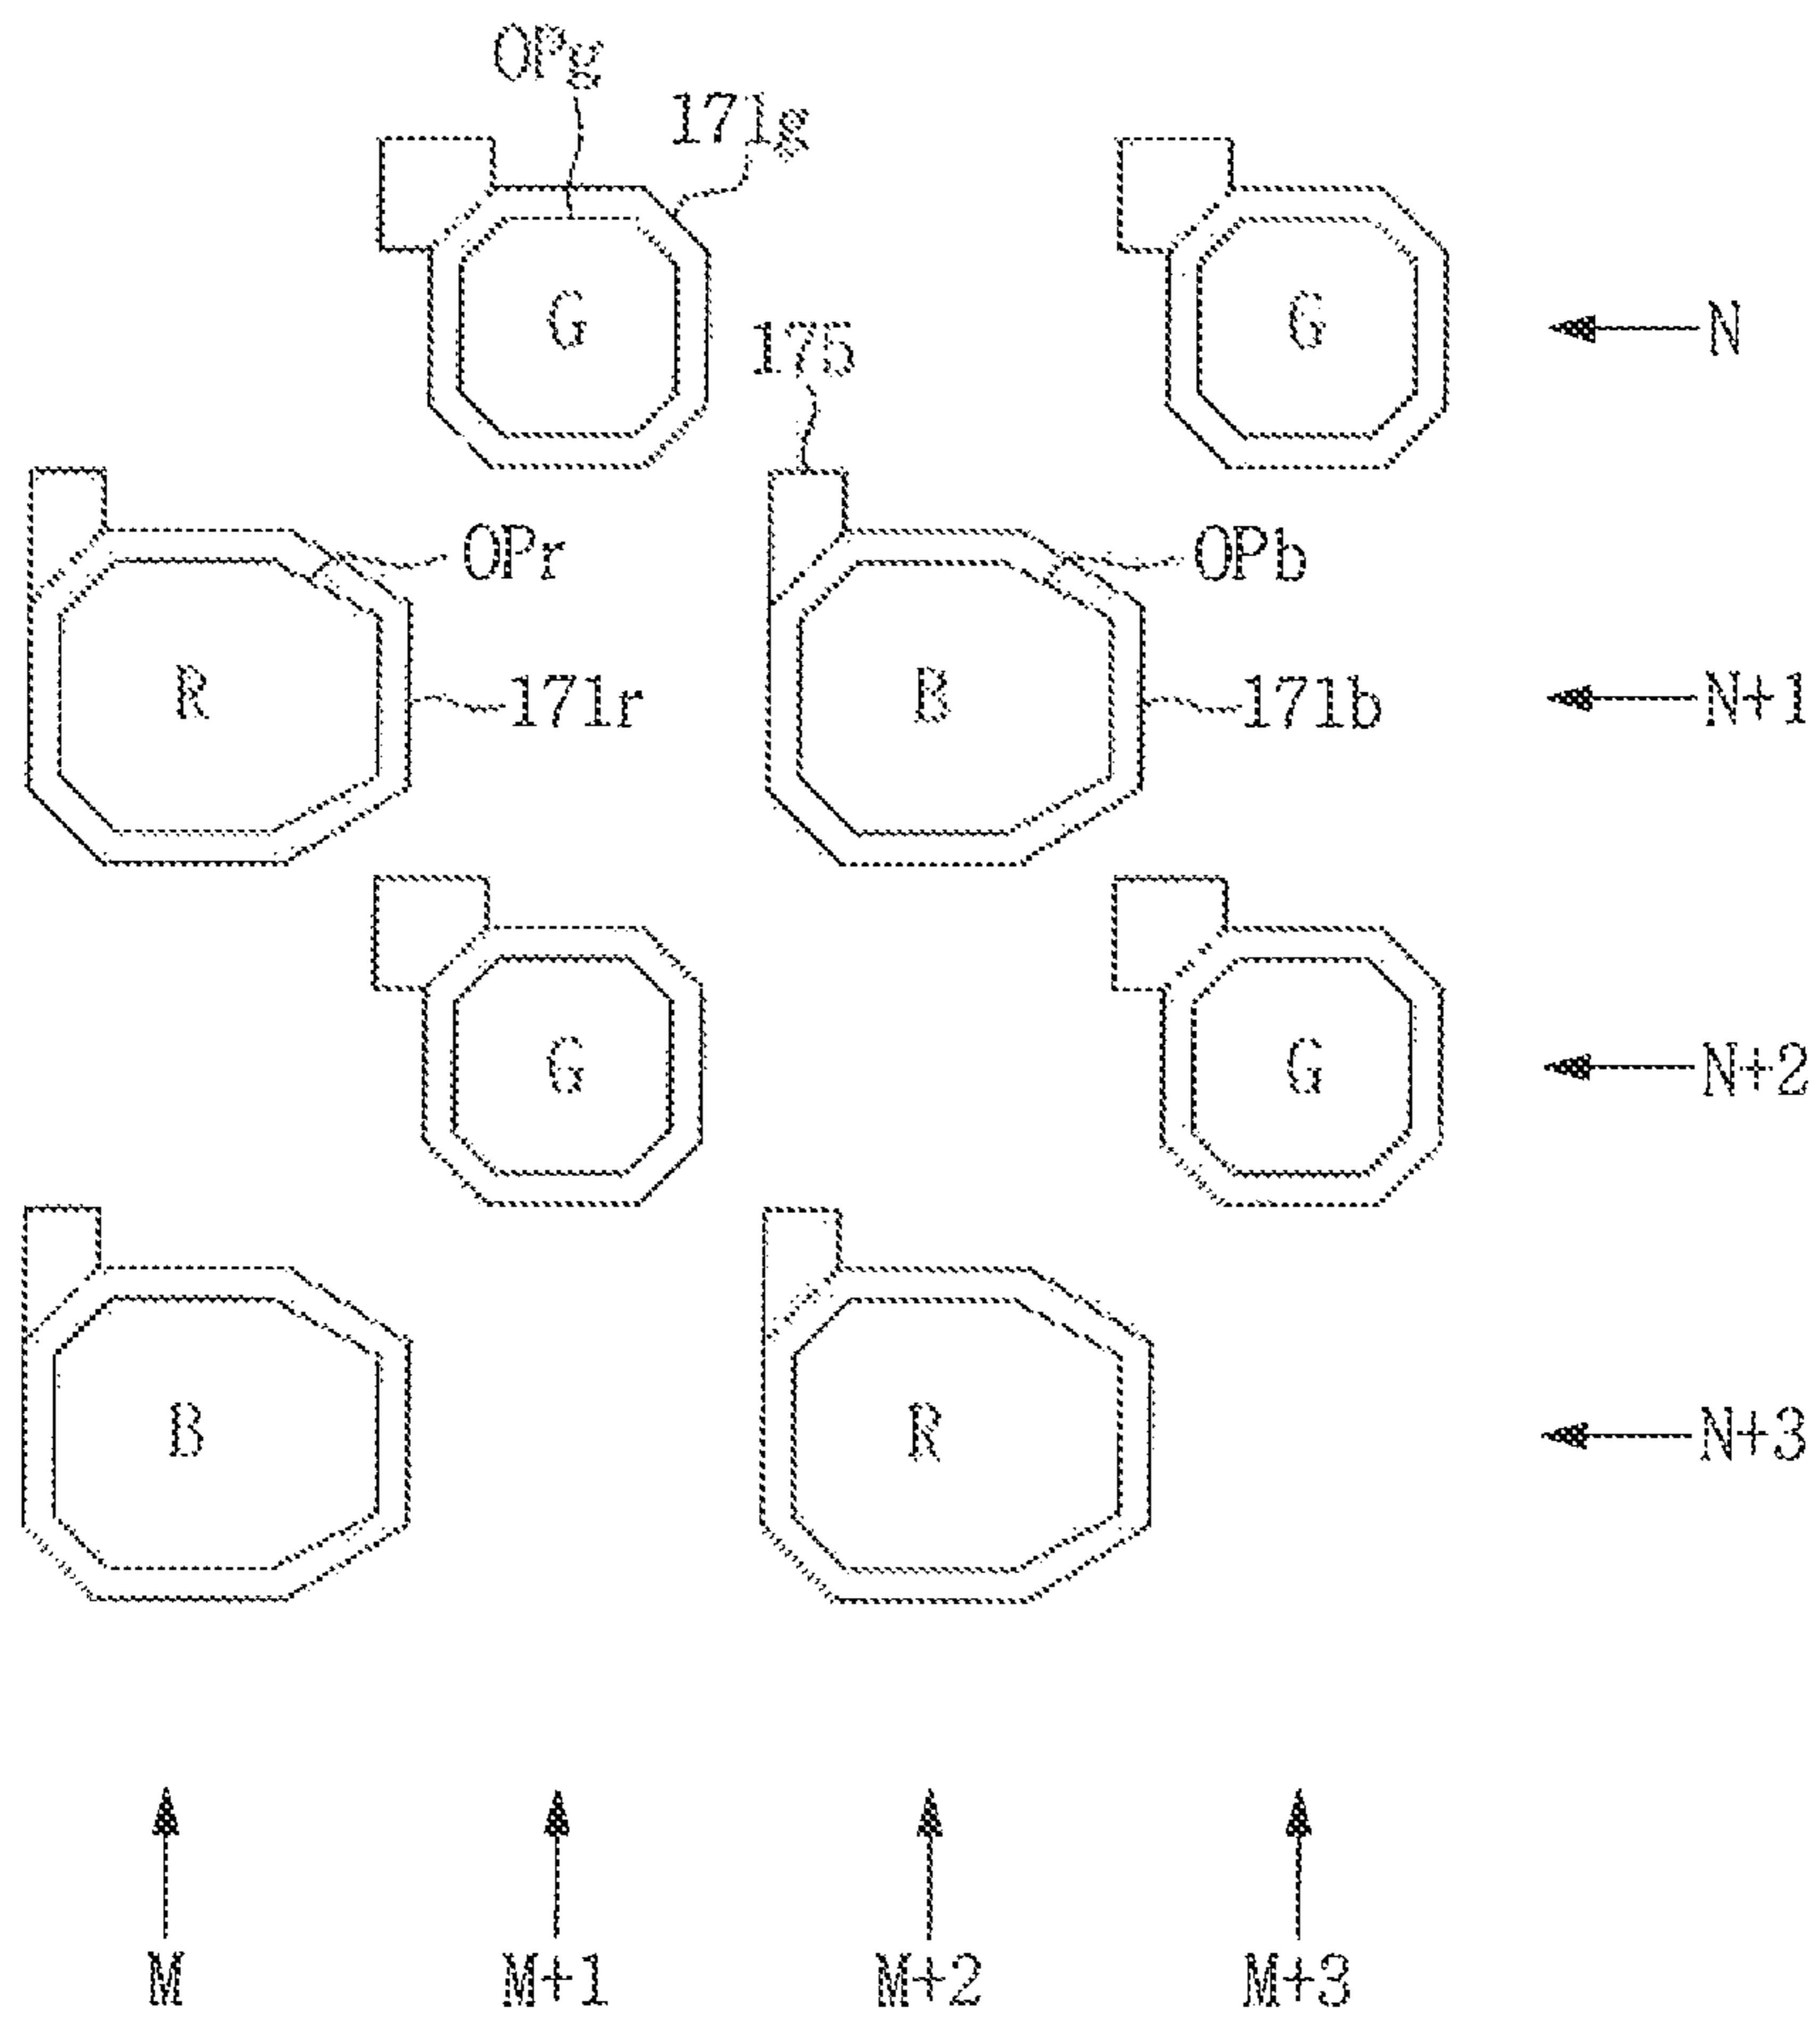 OPg
171g
G G N
175
OPr OPb
R 171r B 171b N+1
G G N+2
B R N+3
M M+1 M+2 M+3